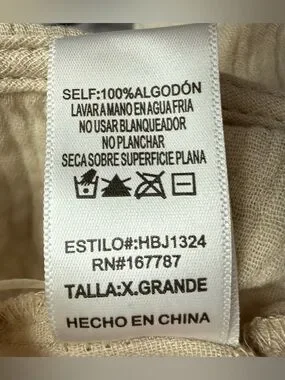 SELF:100%ALGODÓN
LAVAR A MANO EN AGUA FRIA
NO USAR BLANQUEADOR
NO PLANCHAR
SECA SOBRE SUPERFICIE PLANA
ESTILO#:HBJ1324
RN#167787
TALLA:X.GRANDE
HECHO EN CHINA